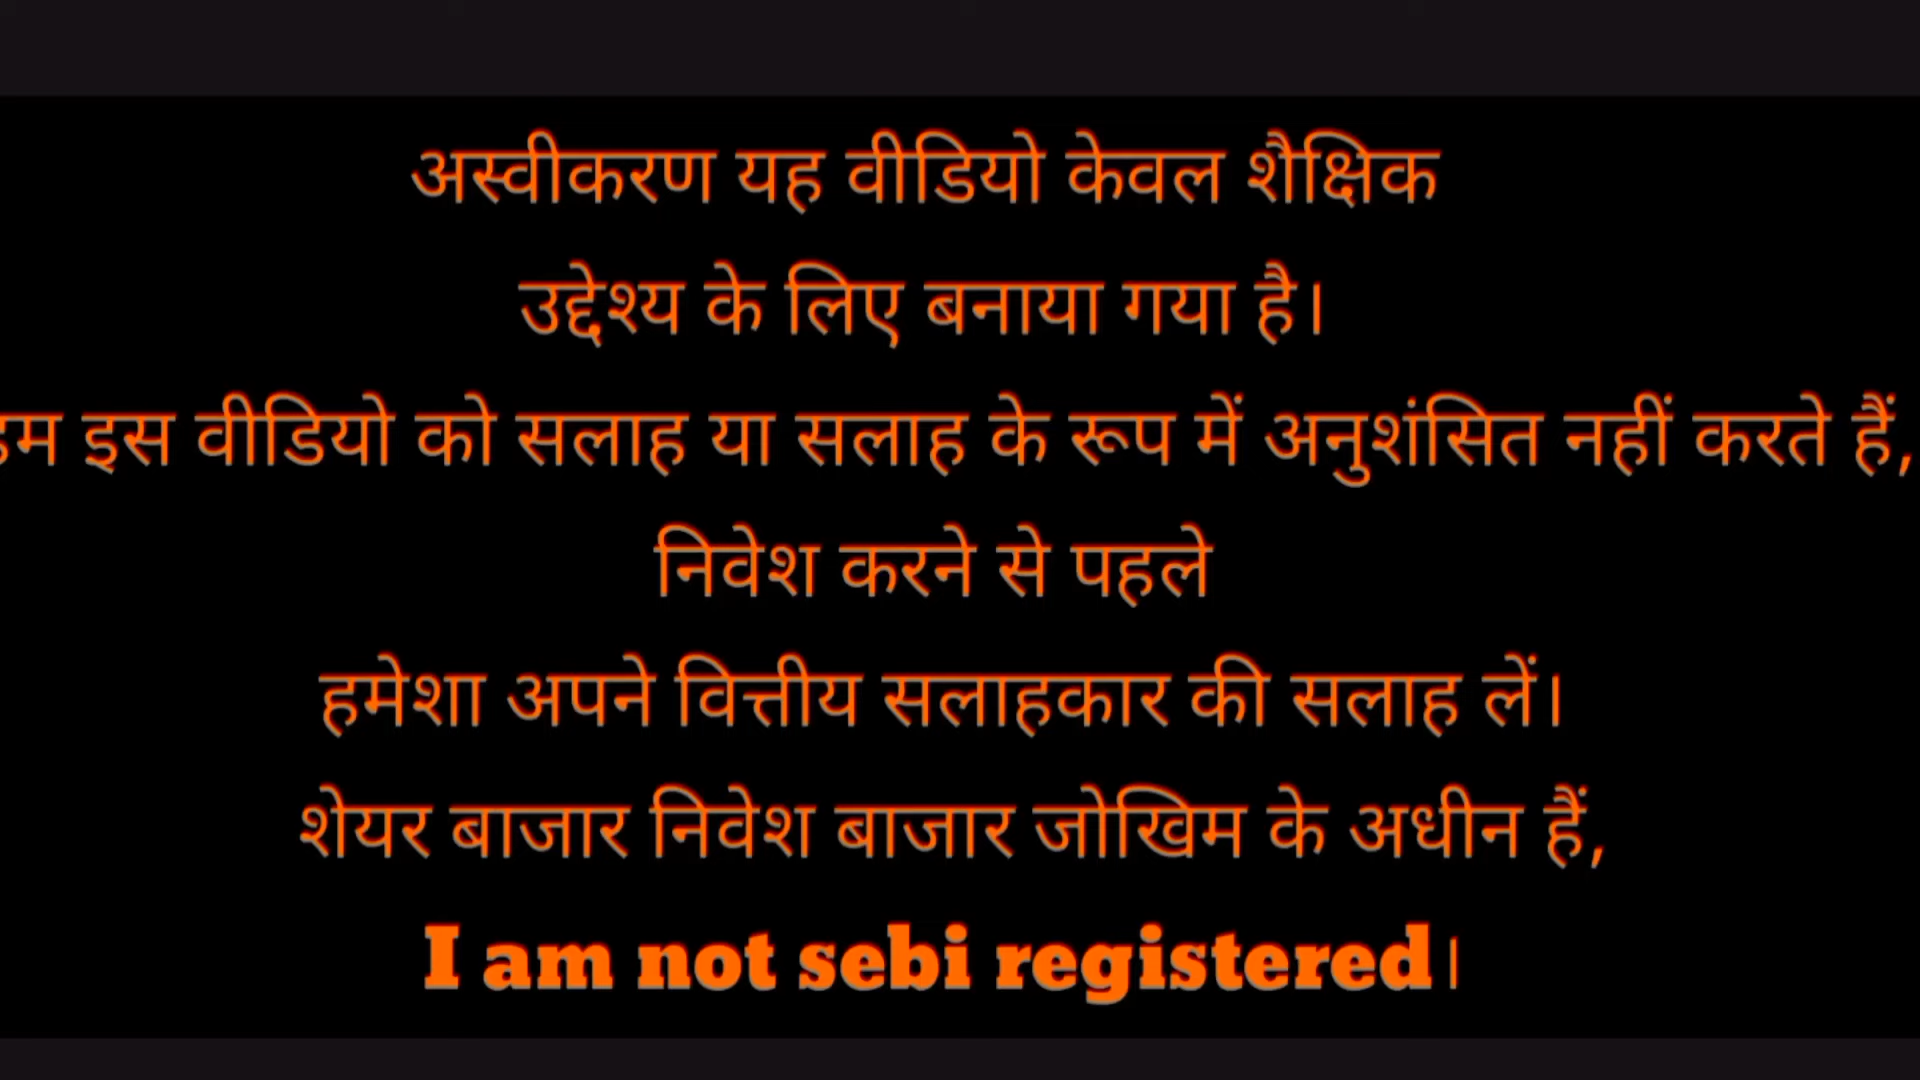 अस्वीकरण यह वीडियो केवल शैक्षिक
उद्देश्य के लिए बनाया गया है।
हम इस वीडियो को सलाह या सलाह के रूप में अनुशंसित नहीं करते हैं,
निवेश करने से पहले
हमेशा अपने वित्तीय सलाहकार की सलाह लें।
शेयर बाजार निवेश बाजार जोखिम के अधीन हैं,
I am not sebi registered।